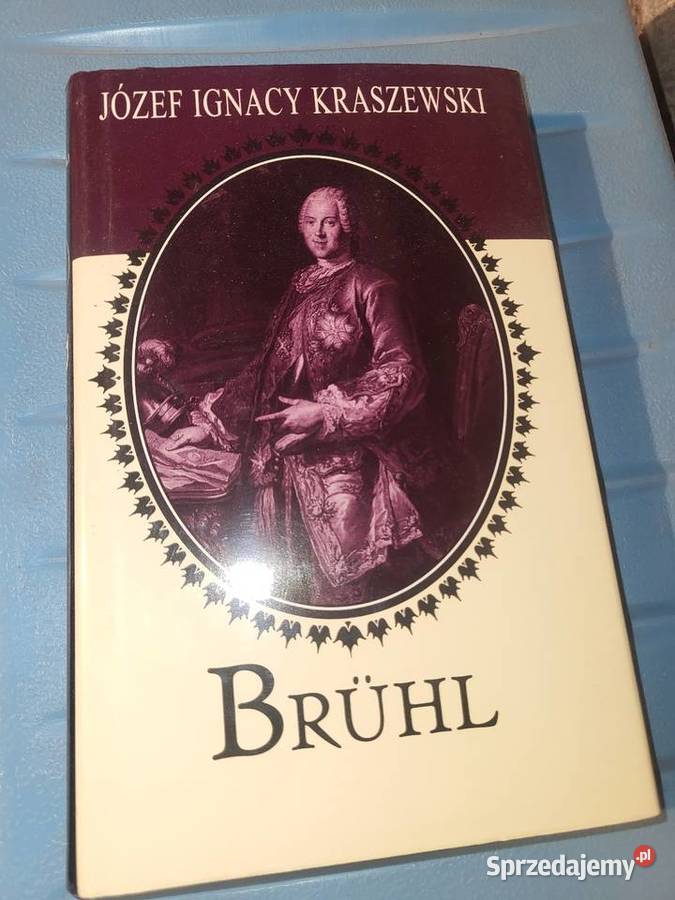 JÓZEF IGNACY KRASZEWSKI
BRÜHL
Sprzedajemy.pl